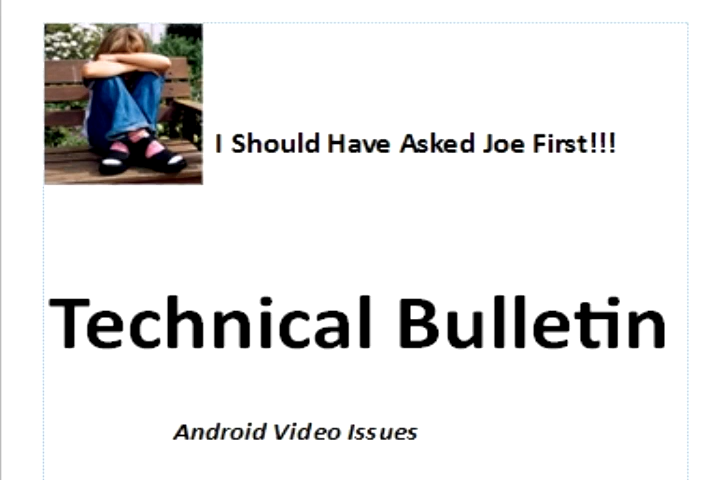 I Should Have Asked Joe First!!!
Technical Bulletin
Android Video Issues